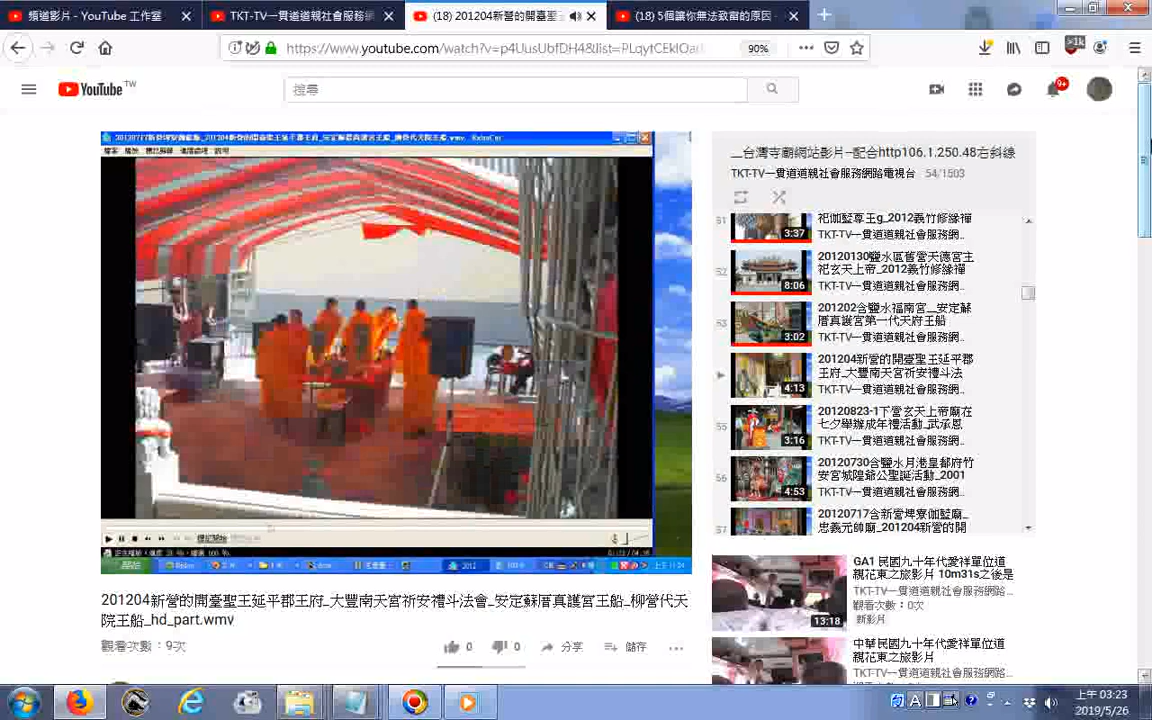 頻道影片 - YouTube 工作室
TKT-TV一貫道道親社會服務網
(18) 201204新營的開臺聖王
(18) 5個讓你無法致富的原因 -
https://www.youtube.com/watch?v=p4UusUbfDH4&list=PLqytCEklOa
90%
>1k
YouTube TW
搜尋
9+
__台灣寺廟網站影片--配合http106.1.250.48右斜線
TKT-TV一貫道道親社會服務網路電視台 54/1503
51
祀伽藍尊王g_2012義竹修緣禪
TKT-TV一貫道道親社會服務網..
3:37
52
20120130鹽水區舊營天德宮主
祀玄天上帝_2012義竹修緣禪
TKT-TV一貫道道親社會服務網..
8:06
53
201202含鹽水福南宮__安定蘇
厝真護宮第一代天府王船
TKT-TV一貫道道親社會服務網..
3:02
201204新營的開臺聖王延平郡
王府_大豐南天宮祈安禮斗法
TKT-TV一貫道道親社會服務網..
4:13
55
20120823-1下營玄天上帝廟在
七夕舉辦成年禮活動_武承恩
TKT-TV一貫道道親社會服務網..
3:16
56
20120730含鹽水月港皇都府竹
安宮城隍爺公聖誕活動_2001
TKT-TV一貫道道親社會服務網..
4:53
57
20120717含新埤寮伽藍廟_
忠義元帥廟_201204新營的開
201204新營的開臺聖王延平郡王府_大豐南天宮祈安禮斗法會_安定蘇厝真護宮王船_柳營代天
院王船_hd_part.wmv
觀看次數：9次
0
0
分享
儲存
GA1 民國九十年代愛祥單位道
親花東之旅影片 10m31s之後是
TKT-TV一貫道道親社會服務網路...
觀看次數：0次
新影片
13:18
中華民國九十年代愛祥單位道
親花東之旅影片
TKT-TV一貫道道親社會服務網路...
上午 03:23
2019/5/26